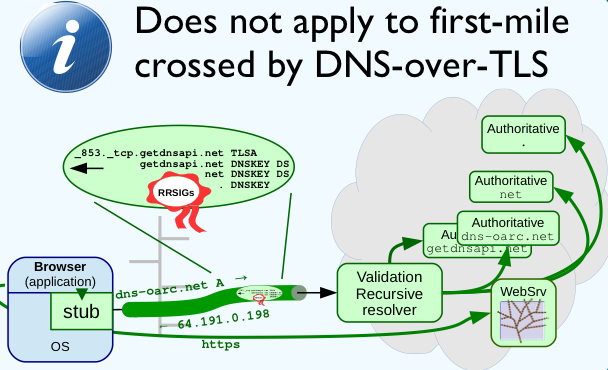 i
Does not apply to first-mile
crossed by DNS-over-TLS
_853._tcp.getdnsapi.net TLSA
getdnsapi.net DNSKEY DS
net DNSKEY DS
. DNSKEY
RRSIGs
Authoritative
.
Authoritative
net
Authoritative
dns-oarc.net
Au
getdnsapi.net
Browser
(application)
stub
OS
dns-oarc.net A →
← 64.191.0.198
https
Validation
Recursive
resolver
WebSrv